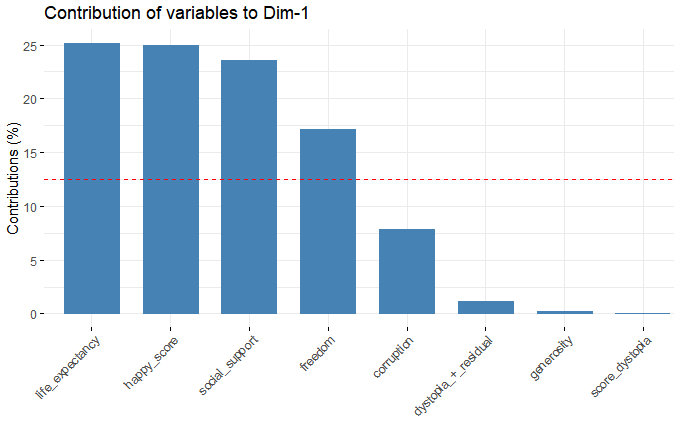 Contribution of variables to Dim-1
Contributions (%)
25
20
15
10
5
0
life_expectancy
happy_score
social_support
freedom
corruption
dystopia_+_residual
generosity
score_dystopia